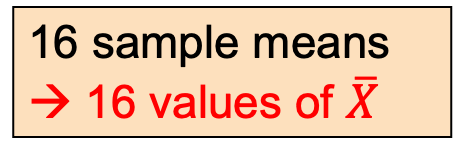 16 sample means
→ 16 values of X̄